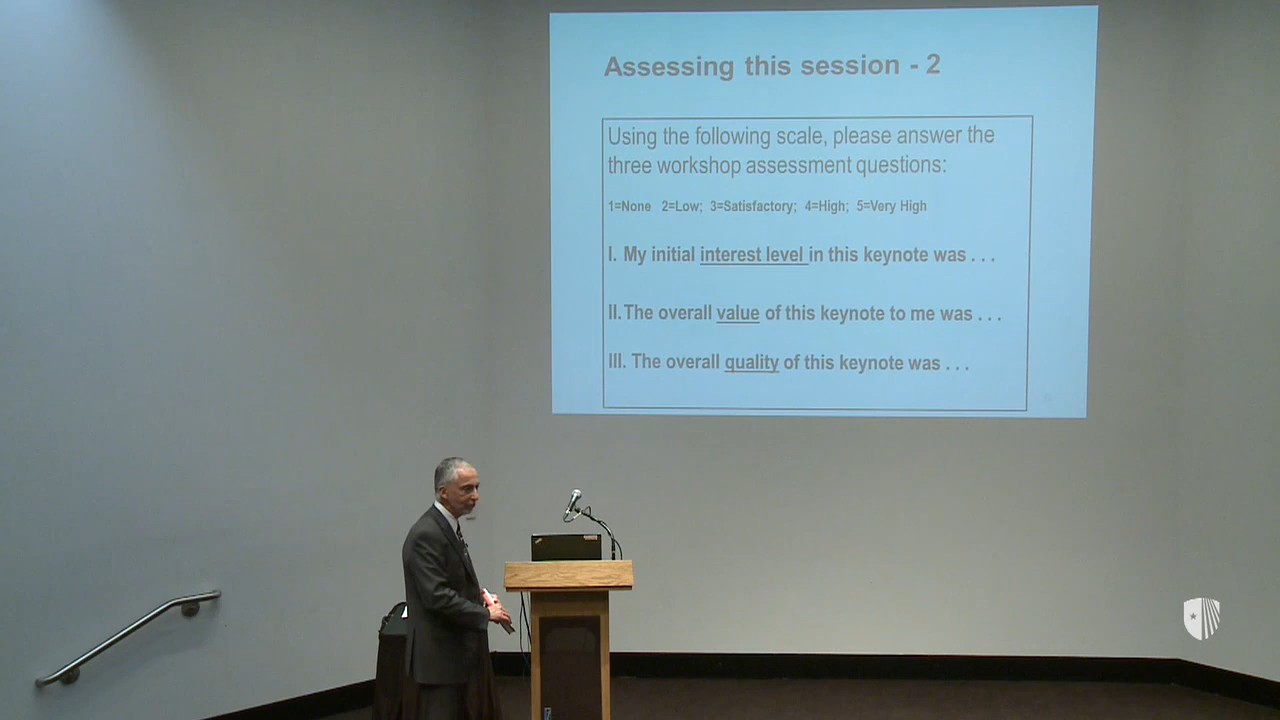 Assessing this session - 2
Using the following scale, please answer the
three workshop assessment questions:
1=None 2=Low; 3=Satisfactory; 4=High; 5=Very High
I. My initial interest level in this keynote was . . .
II. The overall value of this keynote to me was . . .
III. The overall quality of this keynote was . . .